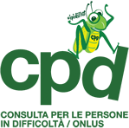 cpd
CONSULTA PER LE PERSONE
IN DIFFICOLTÀ / ONLUS